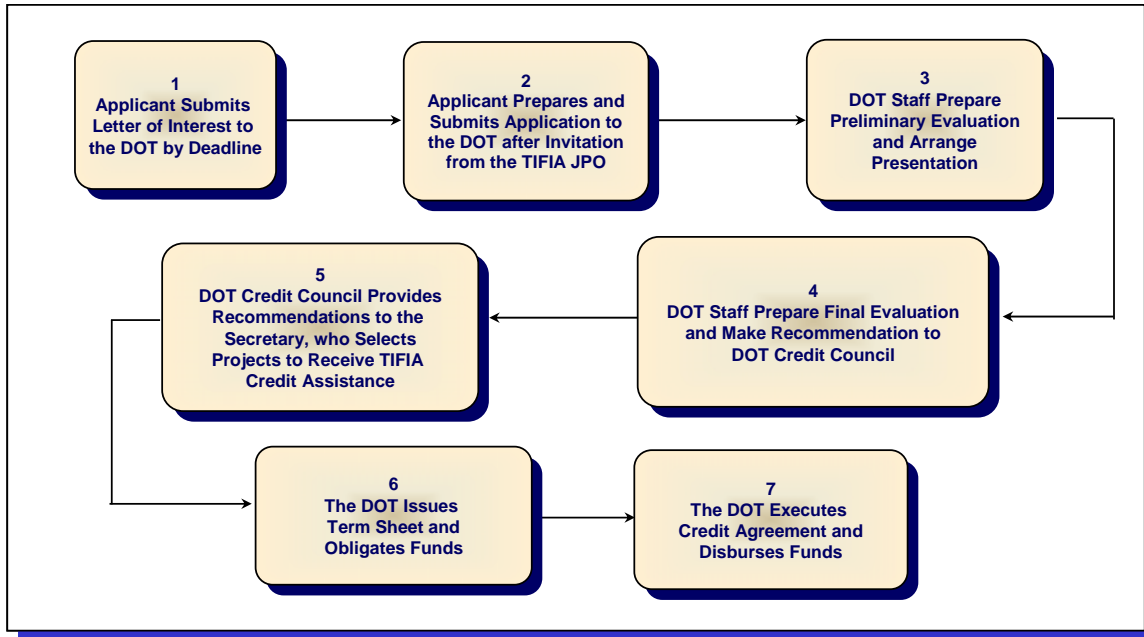 1
Applicant Submits
Letter of Interest to
the DOT by Deadline
2
Applicant Prepares and
Submits Application to
the DOT after Invitation
from the TIFIA JPO
3
DOT Staff Prepare
Preliminary Evaluation
and Arrange
Presentation
4
DOT Staff Prepare Final Evaluation
and Make Recommendation to
DOT Credit Council
5
DOT Credit Council Provides
Recommendations to the
Secretary, who Selects
Projects to Receive TIFIA
Credit Assistance
6
The DOT Issues
Term Sheet and
Obligates Funds
7
The DOT Executes
Credit Agreement and
Disburses Funds